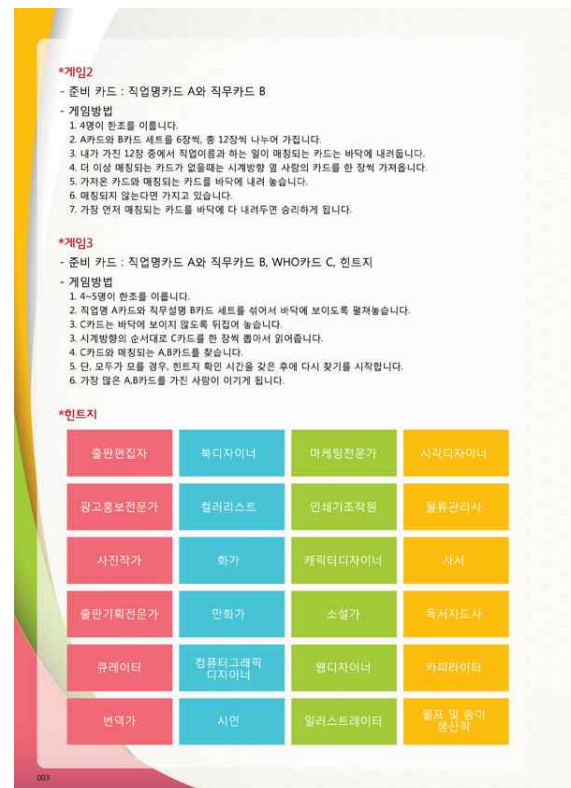 *게임2
- 준비 카드 : 직업명카드 A와 직무카드 B
- 게임방법
1. 4명이 한조를 이룹니다.
2. A카드와 B카드 세트를 6장씩, 총 12장씩 나누어 가집니다.
3. 내가 가진 12장 중에서 직업이름과 하는 일이 매칭되는 카드는 바닥에 내려둡니다.
4. 더 이상 매칭되는 카드가 없을때는 시계방향 옆 사람의 카드를 한 장씩 가져옵니다.
5. 가져온 카드와 매칭되는 카드를 바닥에 내려 놓습니다.
6. 매칭되지 않는다면 가지고 있습니다.
7. 가장 먼저 매칭되는 카드를 바닥에 다 내려두면 승리하게 됩니다.
*게임3
- 준비 카드 : 직업명카드 A와 직무카드 B, WHO카드 C, 힌트지
- 게임방법
1. 4~5명이 한조를 이룹니다.
2. 직업명 A카드와 직무설명 B카드 세트를 섞어서 바닥에 보이도록 펼쳐놓습니다.
3. C카드는 바닥에 보이지 않도록 뒤집어 놓습니다.
3. 시계방향의 순서대로 C카드를 한 장씩 뽑아서 읽어줍니다.
4. C카드와 매칭되는 A,B카드를 찾습니다.
5. 단, 모두가 모를 경우, 힌트지 확인 시간을 갖은 후에 다시 찾기를 시작합니다.
6. 가장 많은 A,B카드를 가진 사람이 이기게 됩니다.
*힌트지
출판편집자 북디자이너 마케팅전문가 시각디자이너
광고홍보전문가 컬러리스트 인쇄기조작원 물류관리사
사진작가 화가 캐릭터디자이너 사서
출판기획전문가 만화가 소설가 독서지도사
큐레이터 컴퓨터그래픽 디자이너 웹디자이너 카피라이터
번역가 시인 일러스트레이터 펄프 및 종이 생산직
003